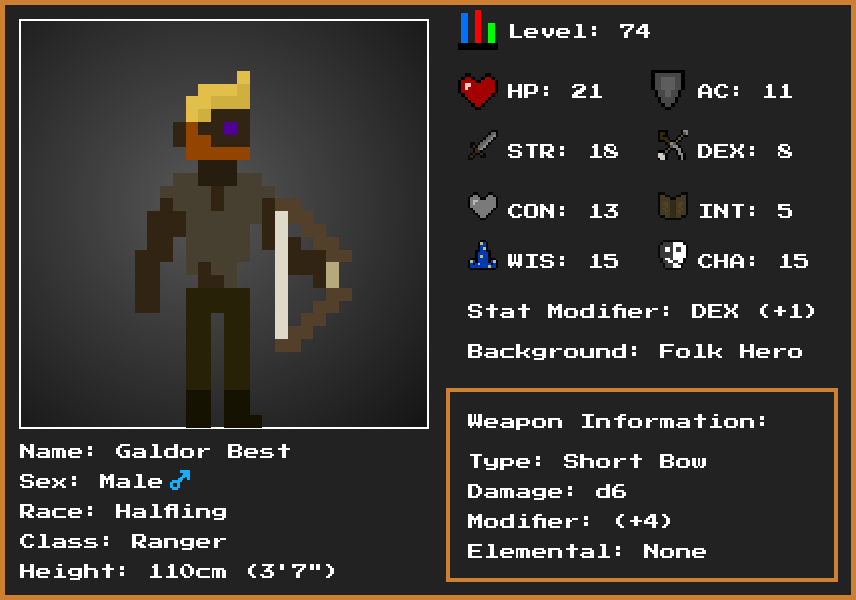 Level: 74
HP: 21
AC: 11
STR: 18
DEX: 8
CON: 13
INT: 5
WIS: 15
CHA: 15
Stat Modifier: DEX (+1)
Background: Folk Hero
Weapon Information:
Type: Short Bow
Damage: d6
Modifier: (+4)
Elemental: None
Name: Galdor Best
Sex: Male♂
Race: Halfling
Class: Ranger
Height: 110cm (3'7")